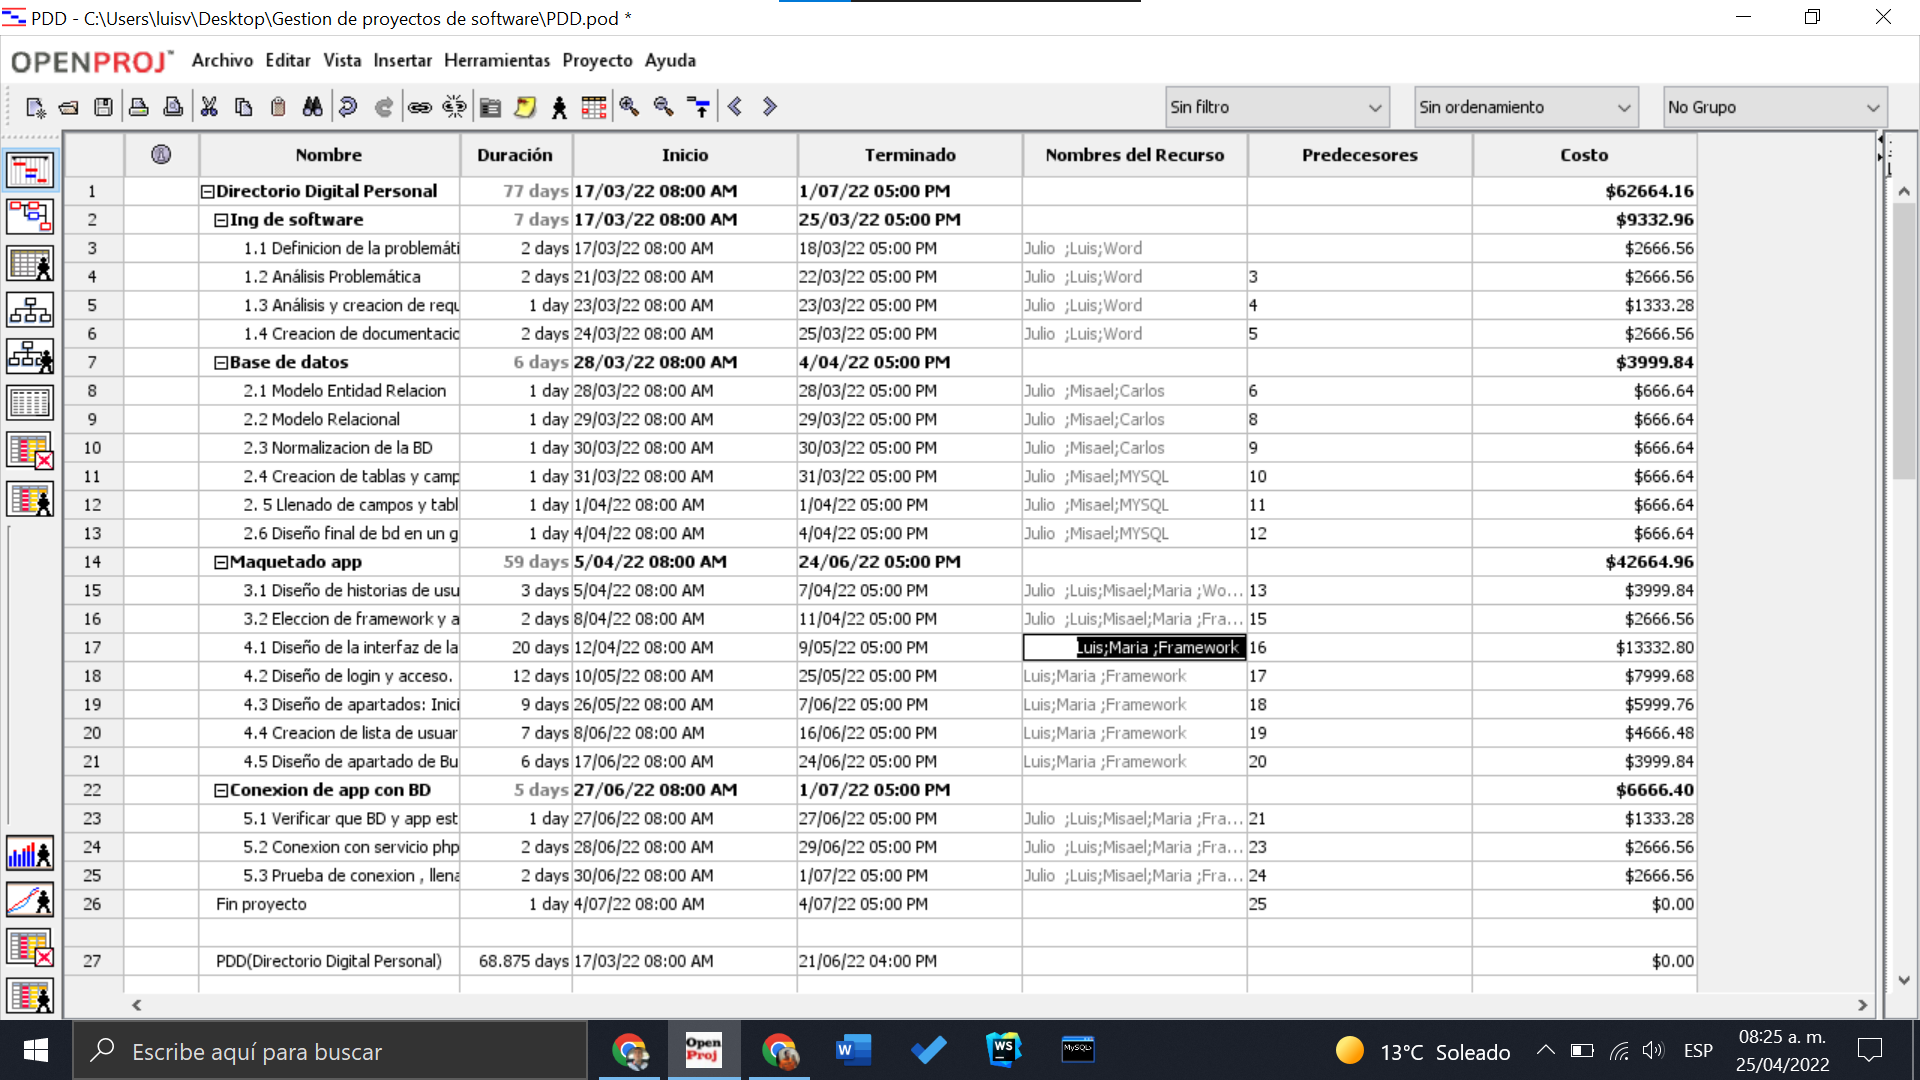 PDD - C:\Users\luisv\Desktop\Gestion de proyectos de software\PDD.pod *
OPENPROJ™ Archivo Editar Vista Insertar Herramientas Proyecto Ayuda
Sin filtro Sin ordenamiento No Grupo
Nombre Duración Inicio Terminado Nombres del Recurso Predecesores Costo
1 Directorio Digital Personal 77 days 17/03/22 08:00 AM 1/07/22 05:00 PM $62664.16
2 Ing de software 7 days 17/03/22 08:00 AM 25/03/22 05:00 PM $9332.96
3 1.1 Definicion de la problemáti 2 days 17/03/22 08:00 AM 18/03/22 05:00 PM Julio ;Luis;Word $2666.56
4 1.2 Análisis Problemática 2 days 21/03/22 08:00 AM 22/03/22 05:00 PM Julio ;Luis;Word 3 $2666.56
5 1.3 Análisis y creacion de requ 1 day 23/03/22 08:00 AM 23/03/22 05:00 PM Julio ;Luis;Word 4 $1333.28
6 1.4 Creacion de documentacio 2 days 24/03/22 08:00 AM 25/03/22 05:00 PM Julio ;Luis;Word 5 $2666.56
7 Base de datos 6 days 28/03/22 08:00 AM 4/04/22 05:00 PM $3999.84
8 2.1 Modelo Entidad Relacion 1 day 28/03/22 08:00 AM 28/03/22 05:00 PM Julio ;Misael;Carlos 6 $666.64
9 2.2 Modelo Relacional 1 day 29/03/22 08:00 AM 29/03/22 05:00 PM Julio ;Misael;Carlos 8 $666.64
10 2.3 Normalizacion de la BD 1 day 30/03/22 08:00 AM 30/03/22 05:00 PM Julio ;Misael;Carlos 9 $666.64
11 2.4 Creacion de tablas y camp 1 day 31/03/22 08:00 AM 31/03/22 05:00 PM Julio ;Misael;MYSQL 10 $666.64
12 2. 5 Llenado de campos y tabl 1 day 1/04/22 08:00 AM 1/04/22 05:00 PM Julio ;Misael;MYSQL 11 $666.64
13 2.6 Diseño final de bd en un g 1 day 4/04/22 08:00 AM 4/04/22 05:00 PM Julio ;Misael;MYSQL 12 $666.64
14 Maquetado app 59 days 5/04/22 08:00 AM 24/06/22 05:00 PM $42664.96
15 3.1 Diseño de historias de usu 3 days 5/04/22 08:00 AM 7/04/22 05:00 PM Julio ;Luis;Misael;Maria ;Wo... 13 $3999.84
16 3.2 Eleccion de framework y a 2 days 8/04/22 08:00 AM 11/04/22 05:00 PM Julio ;Luis;Misael;Maria ;Fra... 15 $2666.56
17 4.1 Diseño de la interfaz de la 20 days 12/04/22 08:00 AM 9/05/22 05:00 PM Luis;Maria ;Framework 16 $13332.80
18 4.2 Diseño de login y acceso. 12 days 10/05/22 08:00 AM 25/05/22 05:00 PM Luis;Maria ;Framework 17 $7999.68
19 4.3 Diseño de apartados: Inici 9 days 26/05/22 08:00 AM 7/06/22 05:00 PM Luis;Maria ;Framework 18 $5999.76
20 4.4 Creacion de lista de usuar 7 days 8/06/22 08:00 AM 16/06/22 05:00 PM Luis;Maria ;Framework 19 $4666.48
21 4.5 Diseño de apartado de Bu 6 days 17/06/22 08:00 AM 24/06/22 05:00 PM Luis;Maria ;Framework 20 $3999.84
22 Conexion de app con BD 5 days 27/06/22 08:00 AM 1/07/22 05:00 PM $6666.40
23 5.1 Verificar que BD y app est 1 day 27/06/22 08:00 AM 27/06/22 05:00 PM Julio ;Luis;Misael;Maria ;Fra... 21 $1333.28
24 5.2 Conexion con servicio php 2 days 28/06/22 08:00 AM 29/06/22 05:00 PM Julio ;Luis;Misael;Maria ;Fra... 23 $2666.56
25 5.3 Prueba de conexion , llena 2 days 30/06/22 08:00 AM 1/07/22 05:00 PM Julio ;Luis;Misael;Maria ;Fra... 24 $2666.56
26 Fin proyecto 1 day 4/07/22 08:00 AM 4/07/22 05:00 PM 25 $0.00
27 PDD(Directorio Digital Personal) 68.875 days 17/03/22 08:00 AM 21/06/22 04:00 PM $0.00
Escribe aquí para buscar Open Proj W WS MySQL 13°C Soleado ESP 08:25 a. m.
25/04/2022